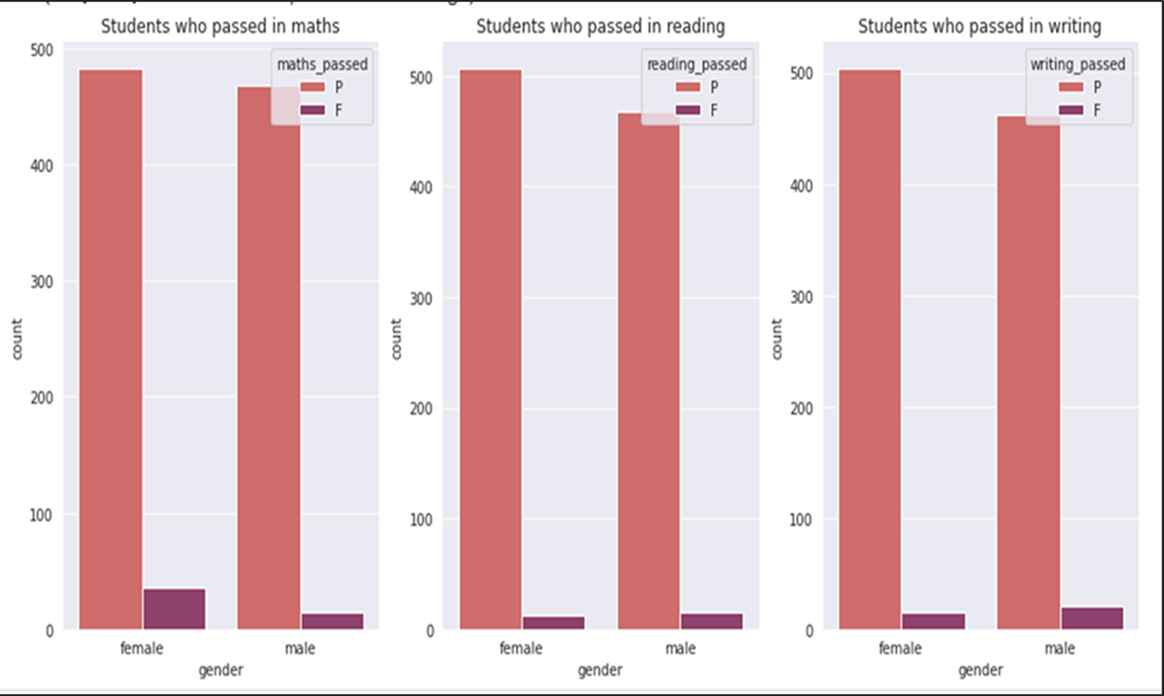 Students who passed in maths
500
400
300
200
100
0
count
maths_passed
P
F
female
male
gender
Students who passed in reading
500
400
300
200
100
0
count
reading_passed
P
F
female
male
gender
Students who passed in writing
500
400
300
200
100
0
count
writing_passed
P
F
female
male
gender